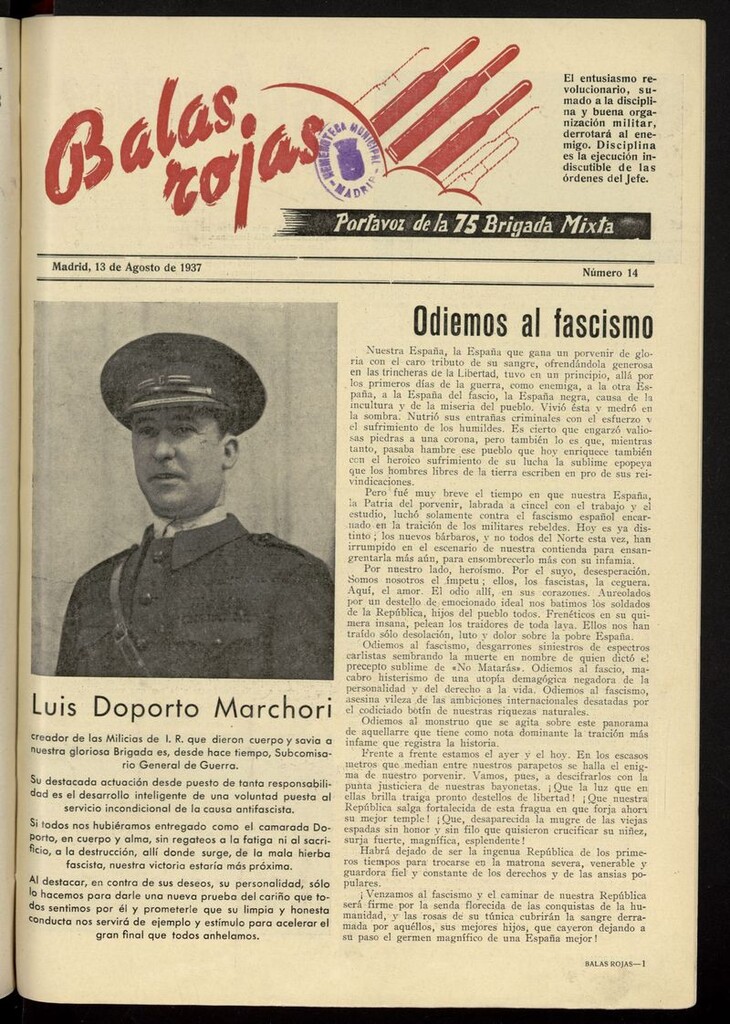 Balas
rojas
HEMEROTECA MUNICIPAL
MADRID
El entusiasmo re-
volucionario, su-
mado a la discipli-
na y buena orga-
nización militar,
derrotará al ene-
migo. Disciplina
es la ejecución in-
discutible de las
órdenes del Jefe.
Portavoz de la 75 Brigada Mixta
Madrid, 13 de Agosto de 1937
Número 14
Luis Doporto Marchori
creador de las Milicias de I. R. que dieron cuerpo y savia a
nuestra gloriosa Brigada es, desde hace tiempo, Subcomisa-
rio General de Guerra.
Su destacada actuación desde puesto de tanta responsabili-
dad es el desarrollo inteligente de una voluntad puesta al
servicio incondicional de la causa antifascista.
Si todos nos hubiéramos entregado como el camarada Do-
porto, en cuerpo y alma, sin regateos a la fatiga ni al sacri-
ficio, a la destrucción, allí donde surge, de la mala hierba
fascista, nuestra victoria estaría más próxima.
Al destacar, en contra de sus deseos, su personalidad, sólo
lo hacemos para darle una nueva prueba del cariño que to-
dos sentimos por él y prometerle que su limpia y honesta
conducta nos servirá de ejemplo y estímulo para acelerar el
gran final que todos anhelamos.
Odiemos al fascismo
Nuestra España, la España que gana un porvenir de glo-
ria con el caro tributo de su sangre, ofrendándola generosa
en las trincheras de la Libertad, tuvo en un principio, allá por
los primeros días de la guerra, como enemiga, a la otra Es-
paña, a la España del fascio, la España negra, causa de la
incultura y de la miseria del pueblo. Vivió ésta y medró en
la sombra. Nutrió sus entrañas criminales con el esfuerzo y
el sufrimiento de los humildes. Es cierto que engarzó valio-
sas piedras a una corona, pero también lo es que, mientras
tanto, pasaba hambre ese pueblo que hoy enriquece también
con el heroico sufrimiento de su lucha la sublime epopeya
que los hombres libres de la tierra escriben en pro de sus rei-
vindicaciones.
Pero fué muy breve el tiempo en que nuestra España,
la Patria del porvenir, labrada a cincel con el trabajo y el
estudio, luchó solamente contra el fascismo español encar-
nado en la traición de los militares rebeldes. Hoy es ya dis-
tinto; los nuevos bárbaros, y no todos del Norte esta vez, han
irrumpido en el escenario de nuestra contienda para ensan-
grentarla más aún, para ensombrecerlo más con su infamia.
Por nuestro lado, heroísmo. Por el suyo, desesperación.
Somos nosotros el ímpetu; ellos, los fascistas, la ceguera.
Aquí, el amor. El odio allí, en sus corazones. Aureolados
por un destello de emocionado ideal nos batimos los soldados
de la República, hijos del pueblo todos. Frenéticos en su qui-
mera insana, pelean los traidores de toda laya. Ellos nos han
traído sólo desolación, luto y dolor sobre la pobre España.
Odiemos al fascismo, desgarrones siniestros de espectros
carlistas sembrando la muerte en nombre de quien dictó el
precepto sublime de «No Matarás». Odiemos al fascio, ma-
cabro histerismo de una utopía demagógica negadora de la
personalidad y del derecho a la vida. Odiemos al fascismo,
asesina vileza de las ambiciones internacionales desatadas por
el codiciado botín de nuestras riquezas naturales.
Odiemos al monstruo que se agita sobre este panorama
de aquellarre que tiene como nota dominante la traición más
más infame que registra la historia.
Frente a frente estamos el ayer y el hoy. En los escasos
metros que median entre nuestros parapetos se halla el enig-
ma de nuestro porvenir. Vamos, pues, a descifrarlos con la
punta justiciera de nuestras bayonetas. ¡Que la luz que en
ellas brilla traiga pronto destellos de libertad! ¡Que nuestra
República salga fortalecida de esta fragua en que forja ahora
su mejor temple! ¡Que, desaparecida la mugre de las viejas
espadas sin honor y sin filo que quisieron crucificar su niñez,
surja fuerte, magnífica, esplendente!
Habrá dejado de ser la ingenua República de los prime-
ros tiempos para trocarse en la matrona severa, venerable y
guardora fiel y constante de los derechos y de las ansias po-
pulares.
¡Venzamos al fascismo y el caminar de nuestra República
será firme por la senda florecida de las conquistas de la hu-
manidad, y las rosas de su túnica cubrirán la sangre derra-
mada por aquéllos, sus mejores hijos, que cayeron dejando a
su paso el germen magnífico de una España mejor!
BALAS ROJAS—1